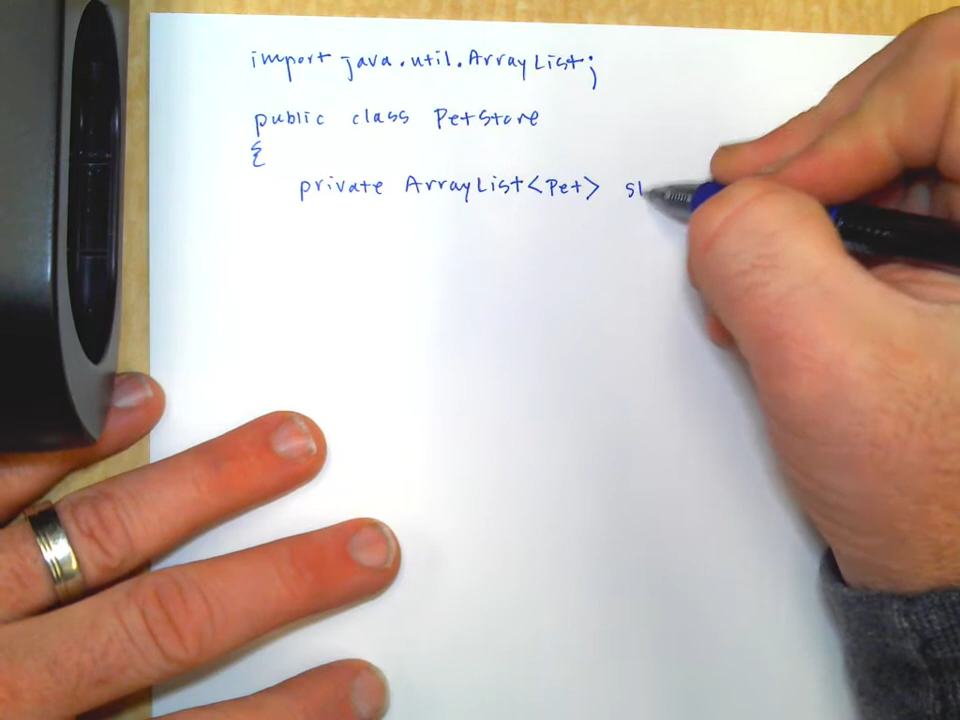 import java.util.ArrayList;
public class PetStore
{
private ArrayList<Pet>